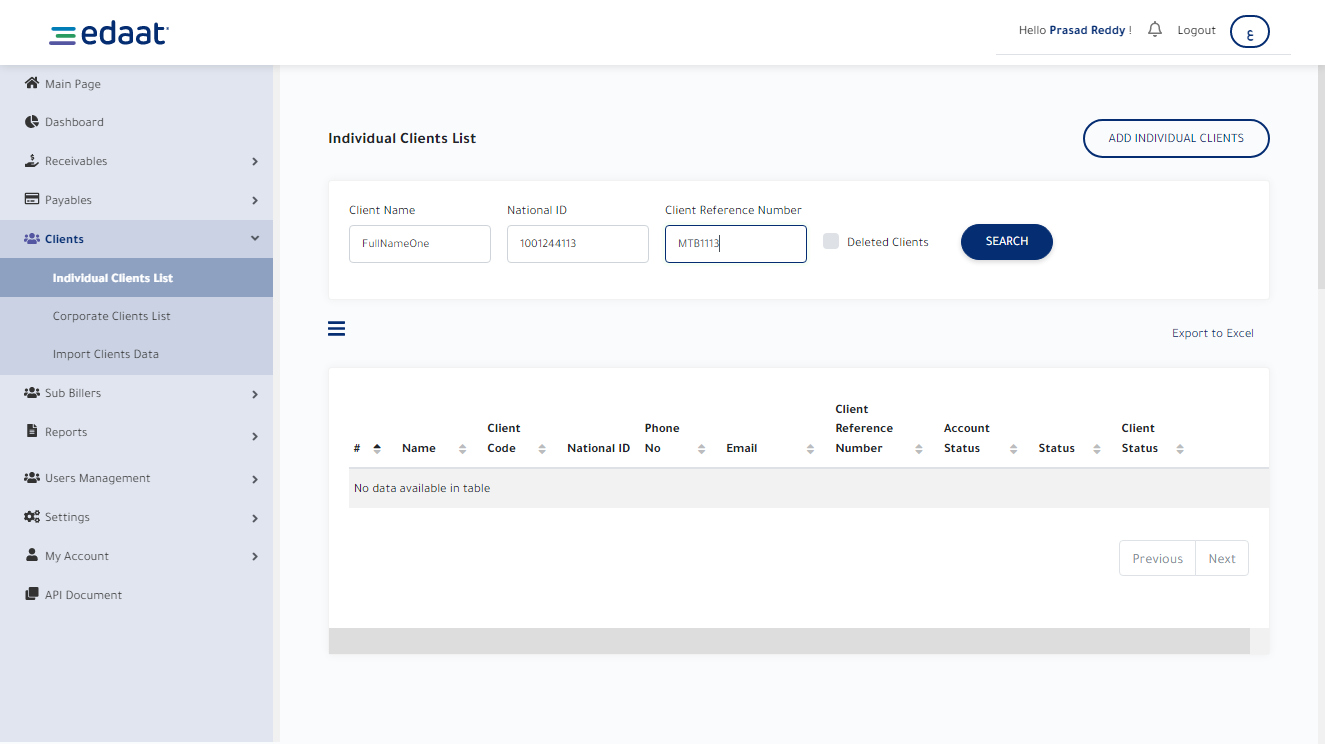 edaat
Hello Prasad Reddy !
Logout
ع
Main Page
Dashboard
Receivables
Payables
Clients
Individual Clients List
Corporate Clients List
Import Clients Data
Sub Billers
Reports
Users Management
Settings
My Account
API Document
Individual Clients List
ADD INDIVIDUAL CLIENTS
Client Name
National ID
Client Reference Number
FullNameOne
1001244113
MTB1113
Deleted Clients
SEARCH
Export to Excel
#
Name
Client
Code
National ID
Phone
No
Email
Client
Reference
Number
Account
Status
Status
Client
Status
No data available in table
Previous
Next